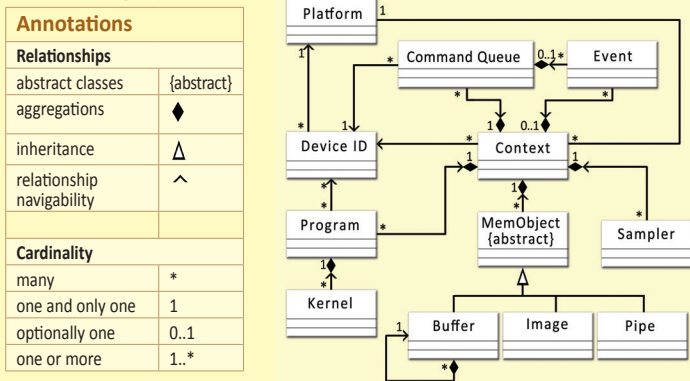 Annotations
Relationships
abstract classes {abstract}
aggregations ◆
inheritance Δ
relationship
navigability ^
Cardinality
many *
one and only one 1
optionally one 0..1
one or more 1..*
Platform 1
1
Command Queue 0..1 * Event
*
* *
* 1 1 0..1
Device ID * Context *
* 1 1
* 1
* *
Program * MemObject
{abstract}
*
Sampler
1
*
Kernel
1 Buffer Image Pipe
*